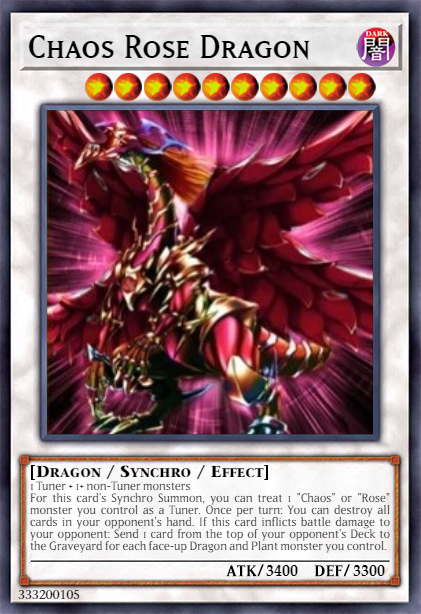 CHAOS ROSE DRAGON
DARK
闇
[DRAGON / SYNCHRO / EFFECT]
1 Tuner + 1+ non-Tuner monsters
For this card's Synchro Summon, you can treat 1 "Chaos" or "Rose"
monster you control as a Tuner. Once per turn: You can destroy all
cards in your opponent's hand. If this card inflicts battle damage to
your opponent: Send 1 card from the top of your opponent's Deck to
the Graveyard for each face-up Dragon and Plant monster you control.
ATK/3400 DEF/3300
333200105